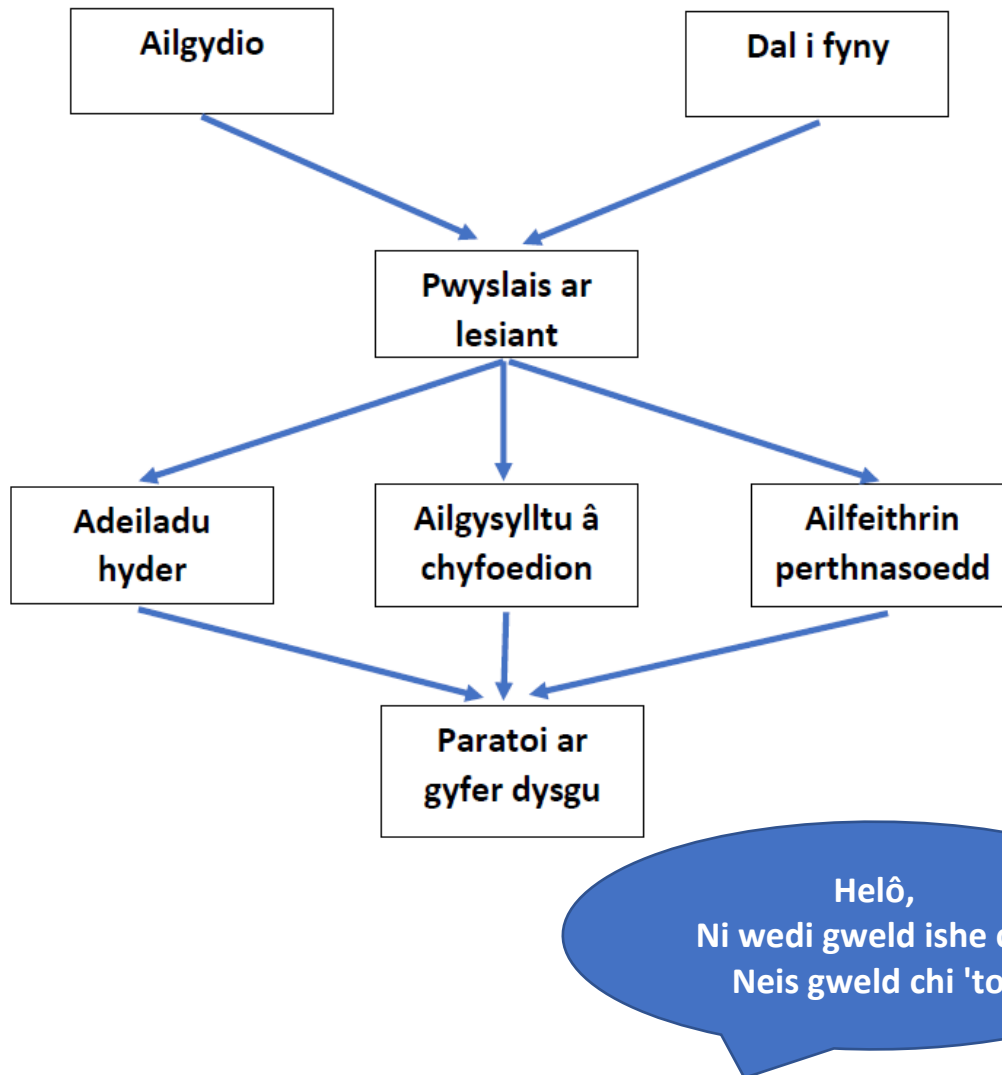 Ailgydio
Dal i fyny
Pwyslais ar
lesiant
Adeiladu
hyder
Ailgysylltu â
chyfoedion
Ailfeithrin
perthnasoedd
Paratoi ar
gyfer dysgu
Helô,
Ni wedi gweld ishe
Neis gweld chi 'to